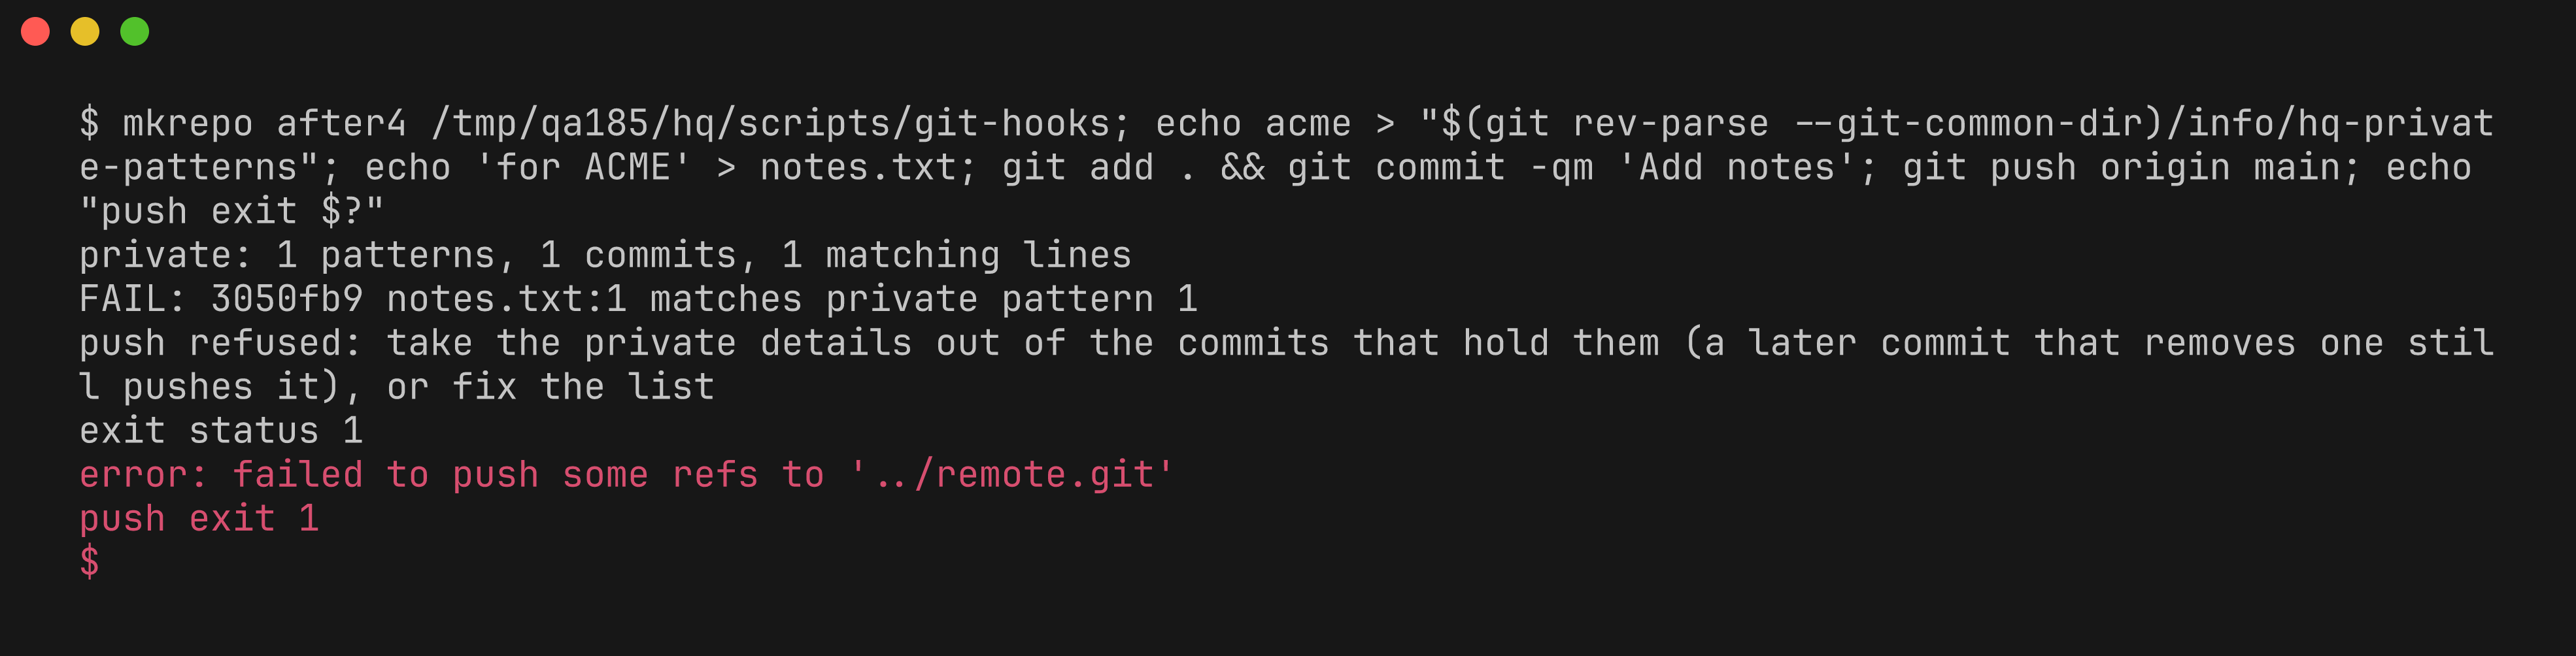 $ mkrepo after4 /tmp/qa185/hq/scripts/git-hooks; echo acme > "$(git rev-parse --git-common-dir)/info/hq-privat
e-patterns"; echo 'for ACME' > notes.txt; git add . && git commit -qm 'Add notes'; git push origin main; echo
"push exit $?"
private: 1 patterns, 1 commits, 1 matching lines
FAIL: 3050fb9 notes.txt:1 matches private pattern 1
push refused: take the private details out of the commits that hold them (a later commit that removes one stil
l pushes it), or fix the list
exit status 1
error: failed to push some refs to '../remote.git'
push exit 1
$